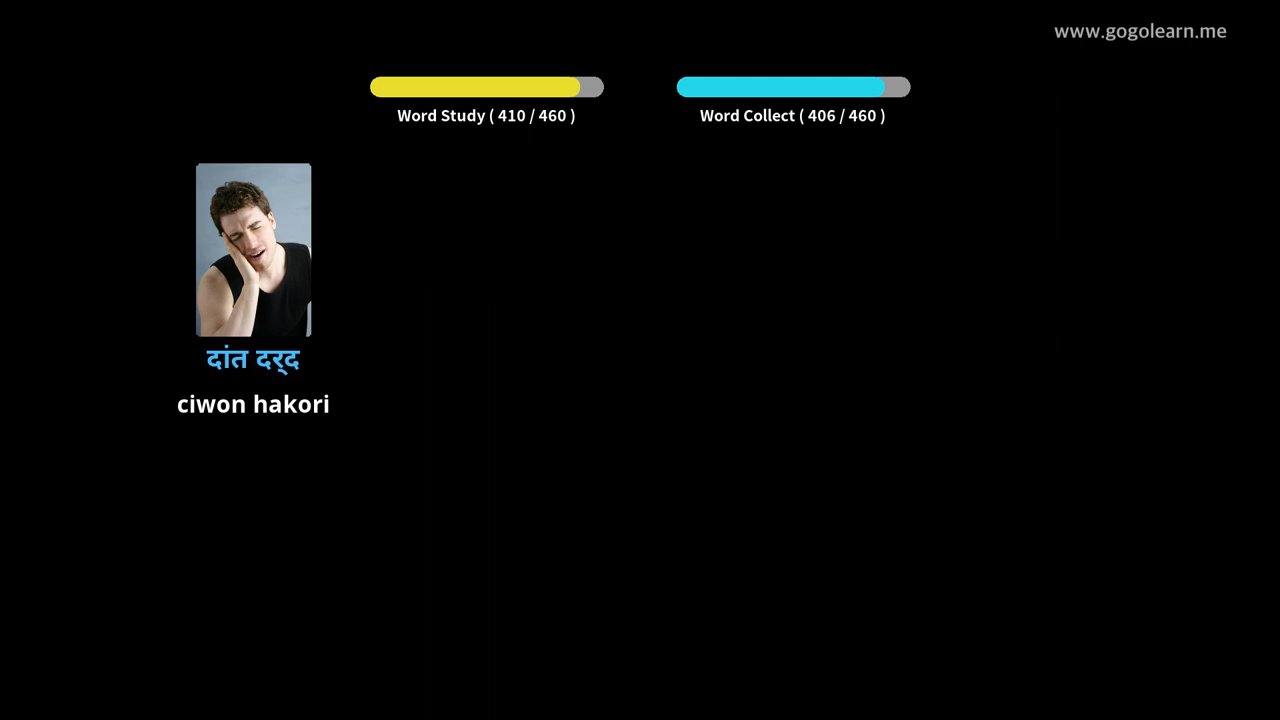 www.gogolearn.me
Word Study ( 410 / 460 )
Word Collect ( 406 / 460 )
दांत दर्द
ciwon hakori